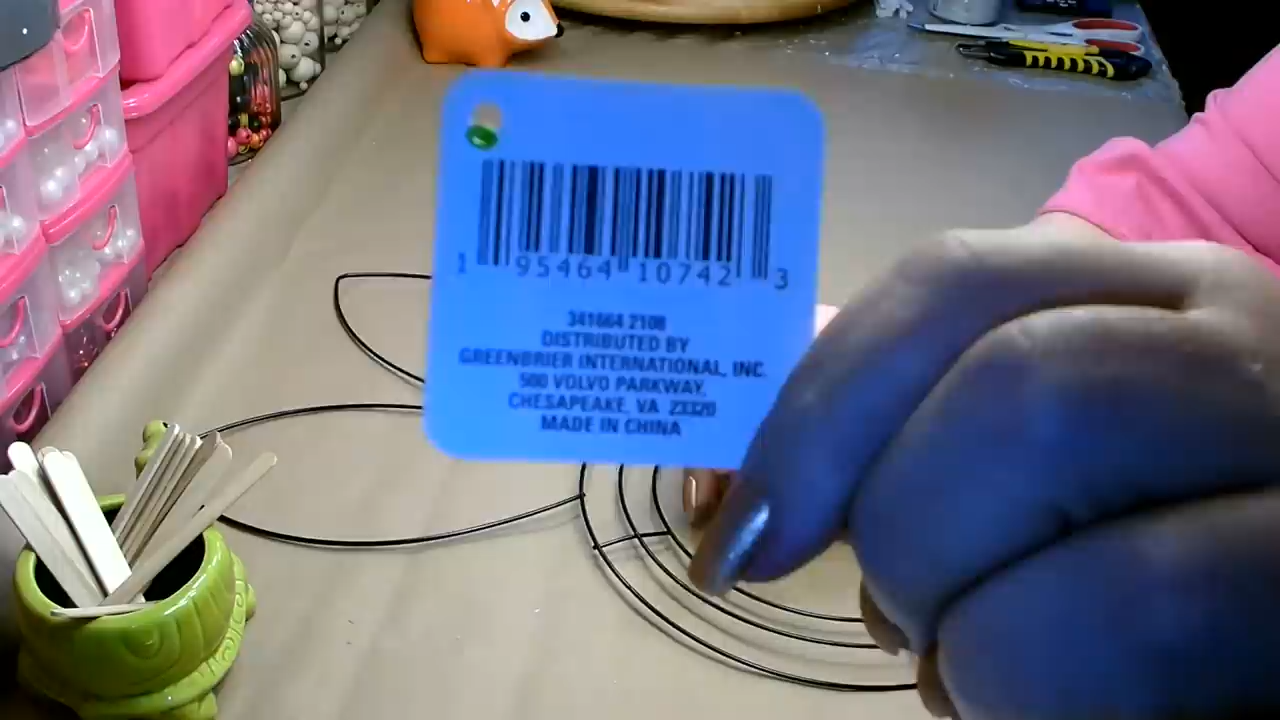 1 95464 10742 3
341664 2108
DISTRIBUTED BY
GREENBRIER INTERNATIONAL, INC.
500 VOLVO PARKWAY,
CHESAPEAKE, VA 23320
MADE IN CHINA